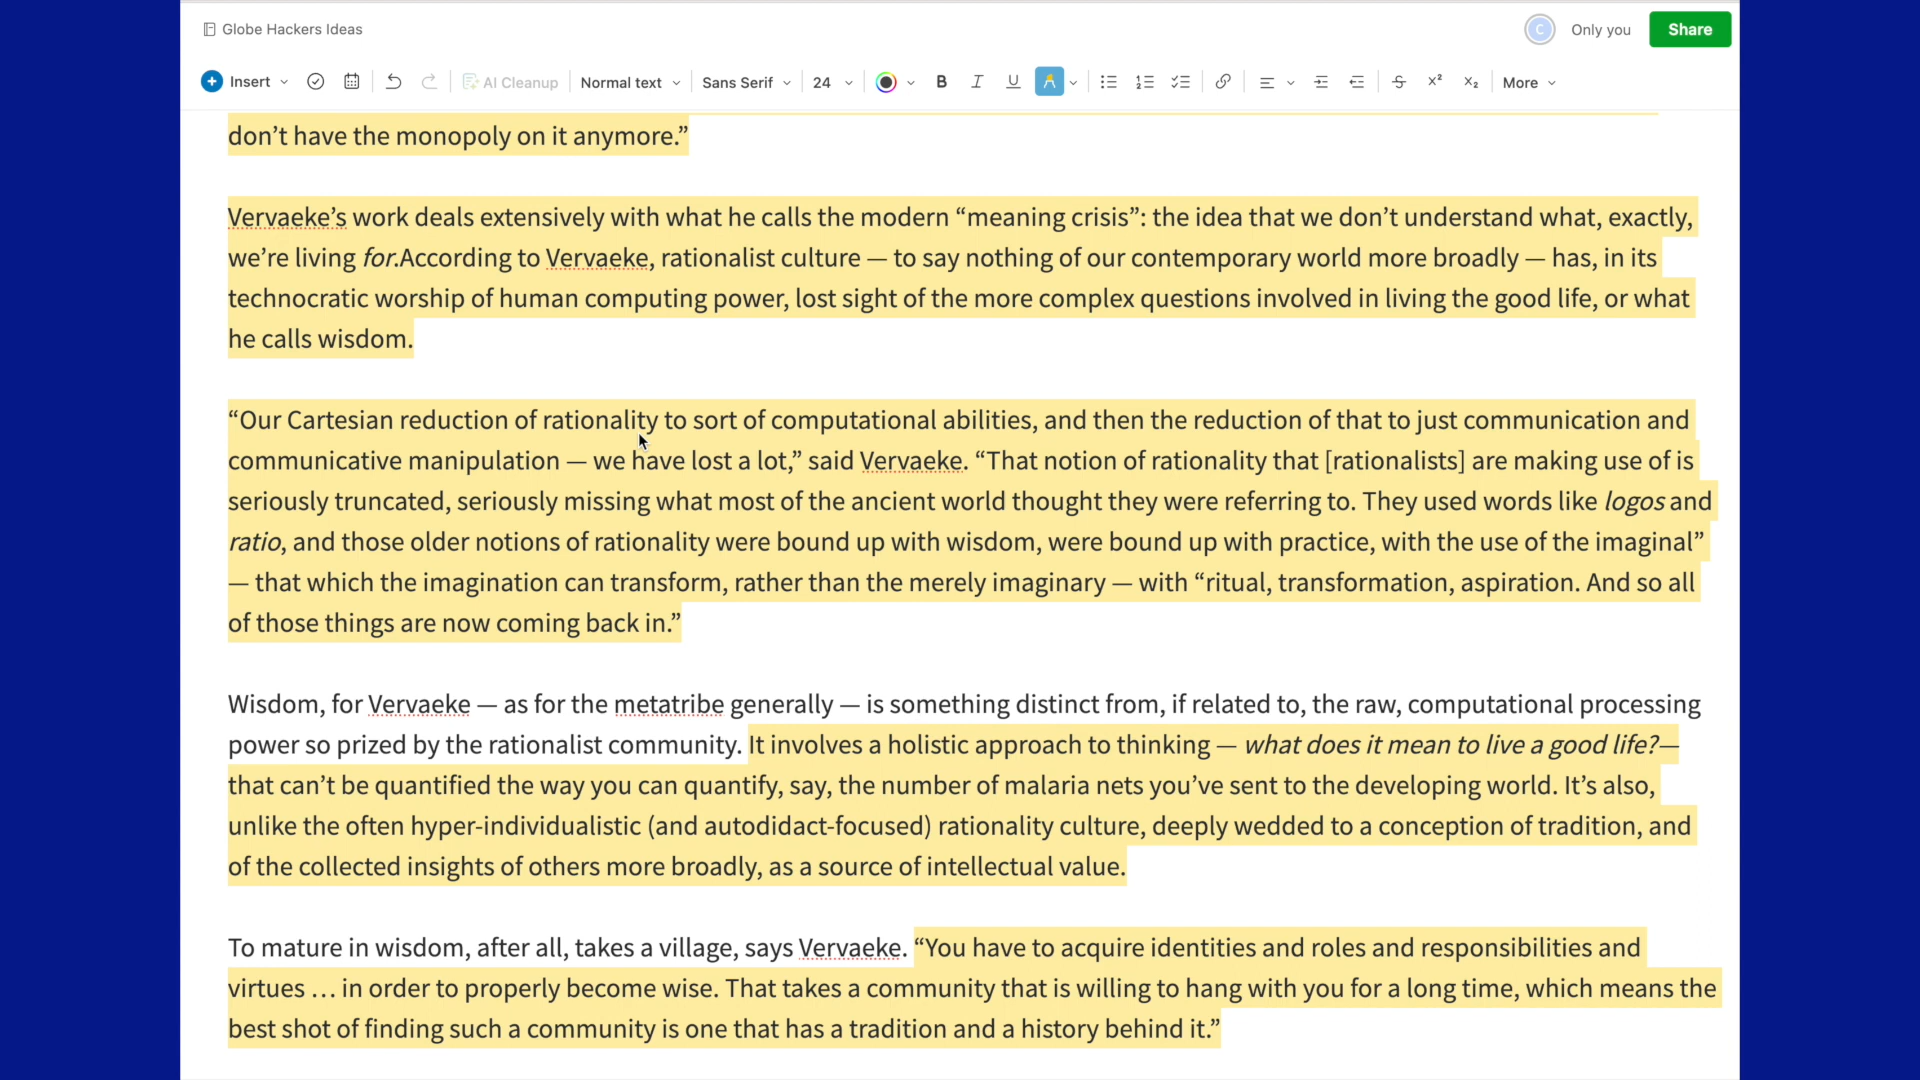 Globe Hackers Ideas
C
Only you
Share
Insert
AI Cleanup
Normal text
Sans Serif
24
B
I
U
A
S
X²
X₂
More
don’t have the monopoly on it anymore.”
Vervaeke’s work deals extensively with what he calls the modern “meaning crisis”: the idea that we don’t understand what, exactly,
we’re living for.According to Vervaeke, rationalist culture — to say nothing of our contemporary world more broadly — has, in its
technocratic worship of human computing power, lost sight of the more complex questions involved in living the good life, or what
he calls wisdom.
“Our Cartesian reduction of rationality to sort of computational abilities, and then the reduction of that to just communication and
communicative manipulation — we have lost a lot,” said Vervaeke. “That notion of rationality that [rationalists] are making use of is
seriously truncated, seriously missing what most of the ancient world thought they were referring to. They used words like logos and
ratio, and those older notions of rationality were bound up with wisdom, were bound up with practice, with the use of the imaginal”
— that which the imagination can transform, rather than the merely imaginary — with “ritual, transformation, aspiration. And so all
of those things are now coming back in.”
Wisdom, for Vervaeke — as for the metatribe generally — is something distinct from, if related to, the raw, computational processing
power so prized by the rationalist community. It involves a holistic approach to thinking — what does it mean to live a good life?—
that can’t be quantified the way you can quantify, say, the number of malaria nets you’ve sent to the developing world. It’s also,
unlike the often hyper-individualistic (and autodidact-focused) rationality culture, deeply wedded to a conception of tradition, and
of the collected insights of others more broadly, as a source of intellectual value.
To mature in wisdom, after all, takes a village, says Vervaeke. “You have to acquire identities and roles and responsibilities and
virtues … in order to properly become wise. That takes a community that is willing to hang with you for a long time, which means the
best shot of finding such a community is one that has a tradition and a history behind it.”